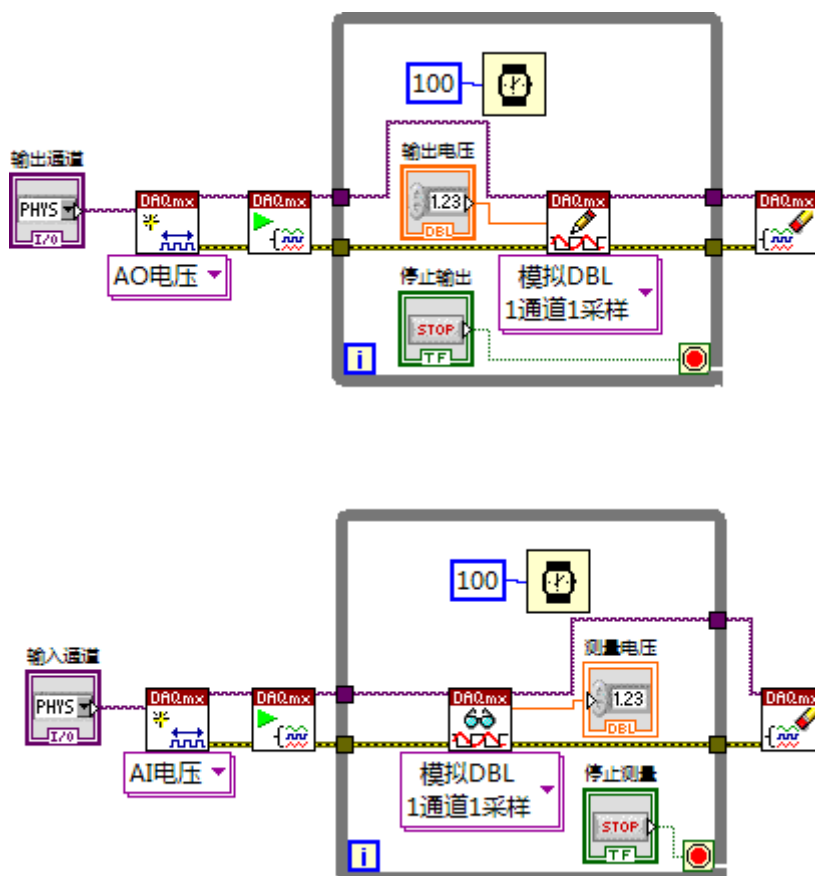 100
输出通道
输出电压
PHYS
I/O
DAQmx
DAQmx
1.23
DBL
DAQmx
DAQmx
AO电压
停止输出
模拟DBL
1通道1采样
STOP
TF
i
100
输入通道
测量电压
PHYS
I/O
DAQmx
DAQmx
DAQmx
1.23
DBL
DAQmx
AI电压
模拟DBL
1通道1采样
停止测量
STOP
TF
i